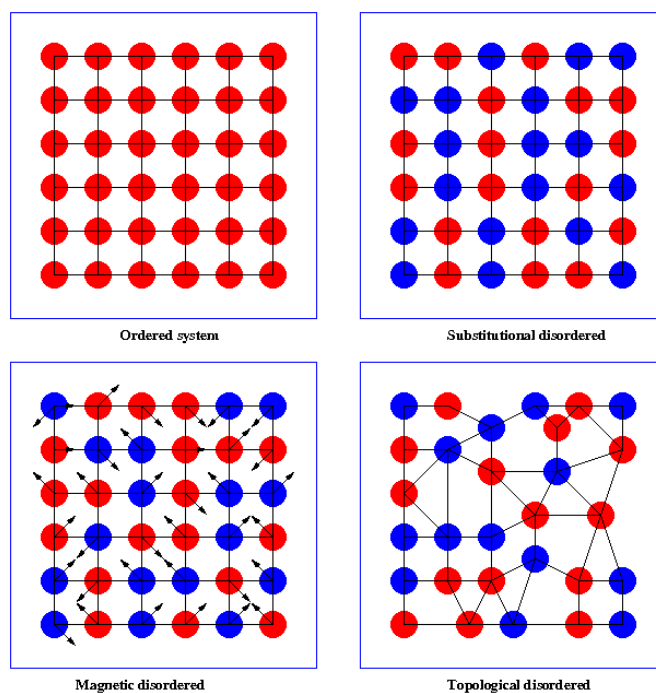 Ordered system
Substitutional disordered
Magnetic disordered
Topological disordered